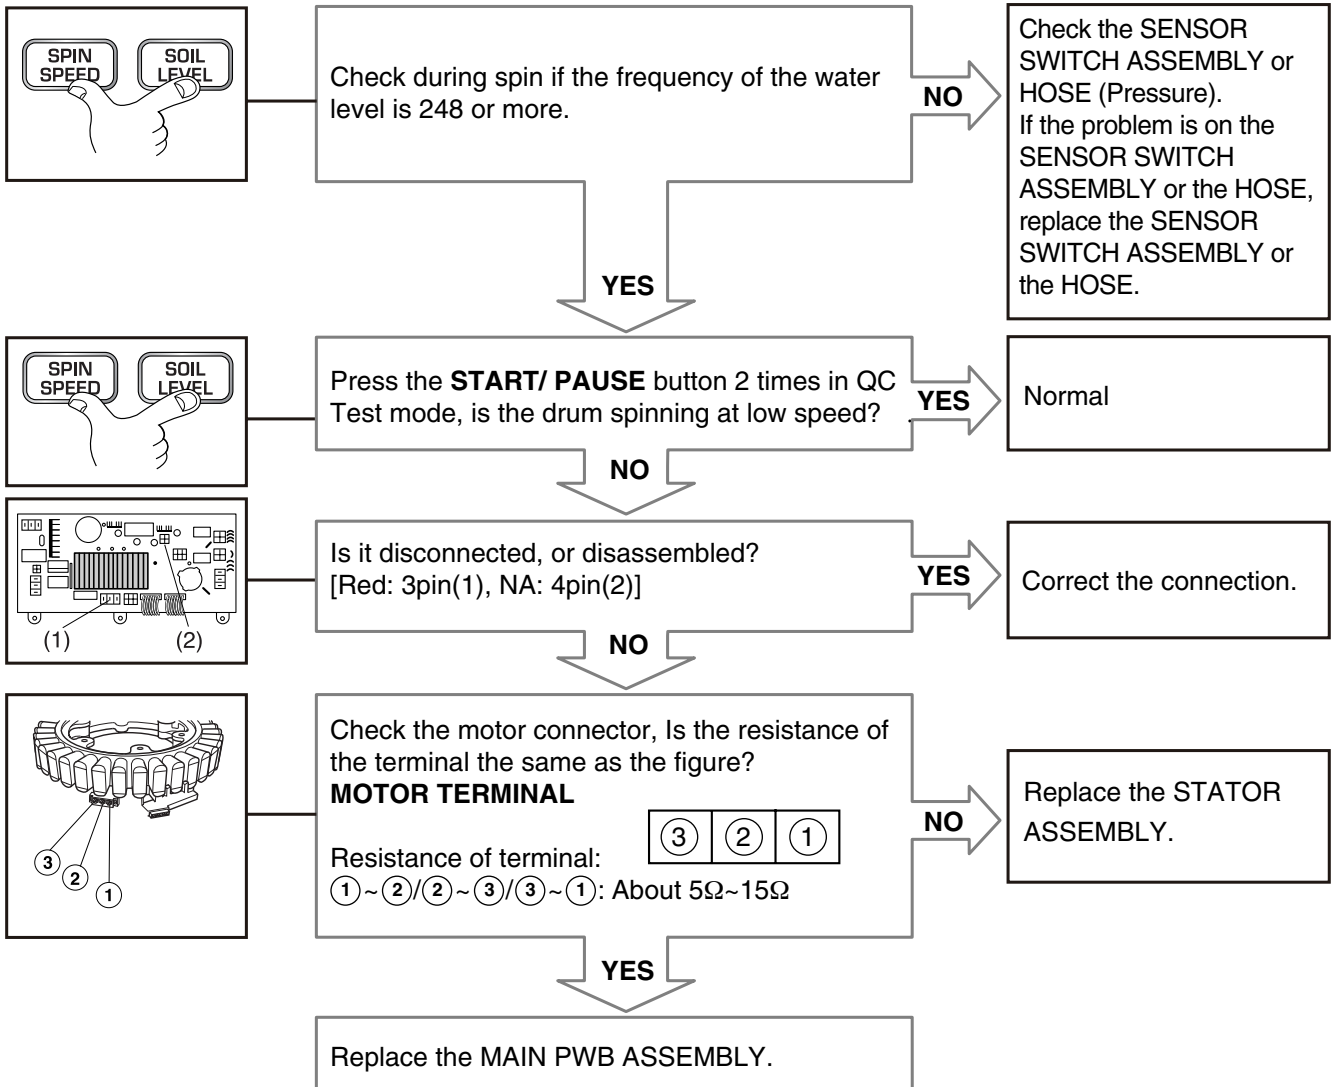 SPIN
SPEED
SOIL
LEVEL
Check during spin if the frequency of the water
level is 248 or more.
NO
Check the SENSOR
SWITCH ASSEMBLY or
HOSE (Pressure).
If the problem is on the
SENSOR SWITCH
ASSEMBLY or the HOSE,
replace the SENSOR
SWITCH ASSEMBLY or
the HOSE.
YES
SPIN
SPEED
SOIL
LEVEL
Press the START/ PAUSE button 2 times in QC
Test mode, is the drum spinning at low speed?
YES
Normal
NO
(1)
(2)
Is it disconnected, or disassembled?
[Red: 3pin(1), NA: 4pin(2)]
YES
Correct the connection.
NO
3
2
1
Check the motor connector, Is the resistance of
the terminal the same as the figure?
MOTOR TERMINAL
③ ② ①
Resistance of terminal:
①~②/②~③/③~①: About 5Ω~15Ω
NO
Replace the STATOR
ASSEMBLY.
YES
Replace the MAIN PWB ASSEMBLY.